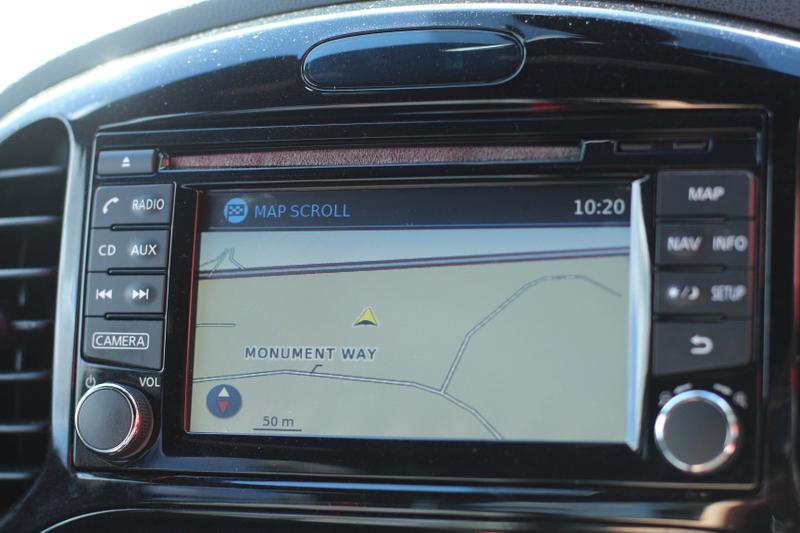 RADIO
CD AUX
CAMERA
VOL
MAP SCROLL 10:20
MONUMENT WAY
50 m
MAP
NAV INFO
SETUP